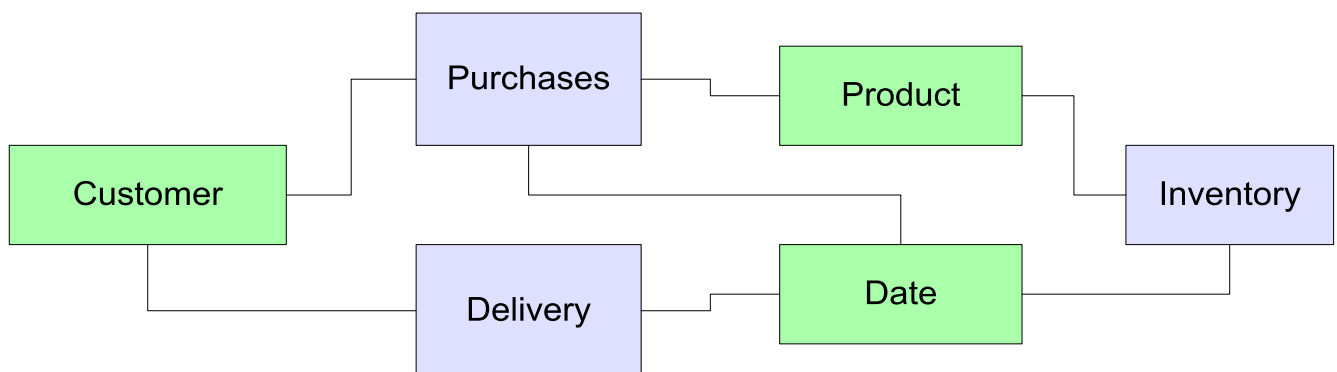 Purchases
Product
Customer
Inventory
Delivery
Date